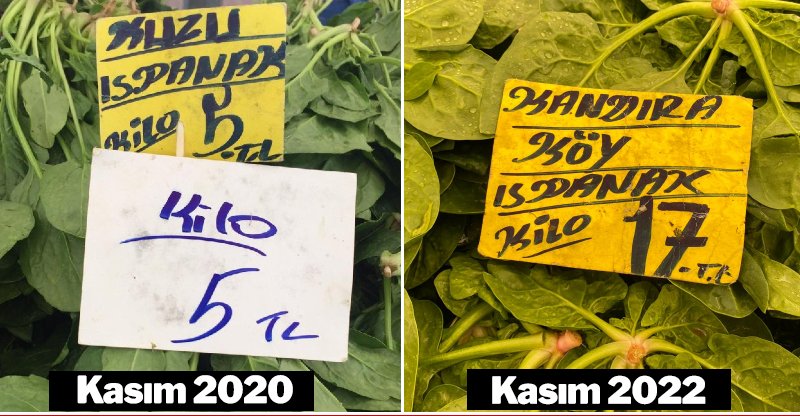 KUZU
ISPANAK
KiLO 5.TL
KiLO
5 TL
Kasım 2020
KANDIRA
KÖY
ISPANAK
KiLO 17.TL
Kasım 2022